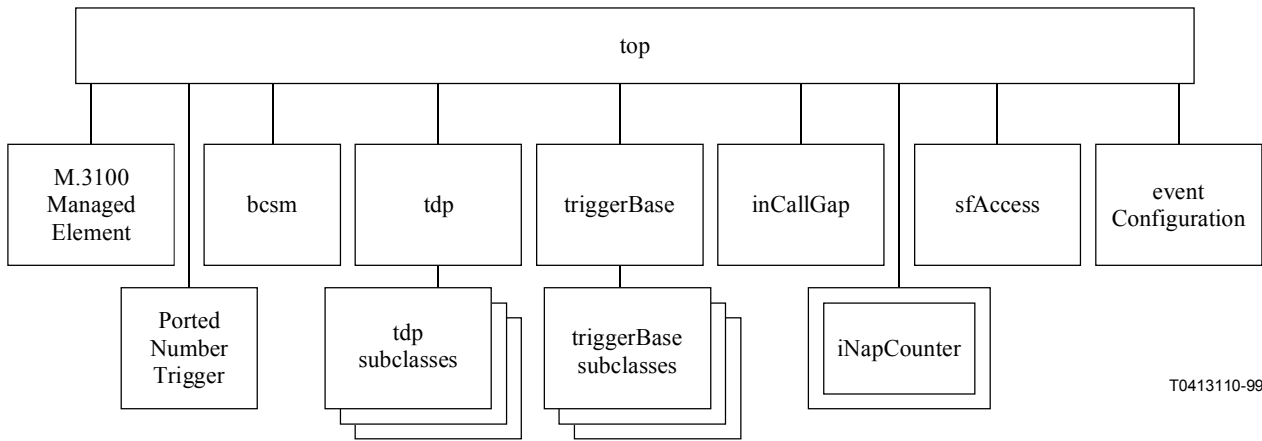 top
M.3100
Managed
Element
bcsm
tdp
triggerBase
inCallGap
sfAccess
event
Configuration
Ported
Number
Trigger
tdp
subclasses
triggerBase
subclasses
iNapCounter
T0413110-99